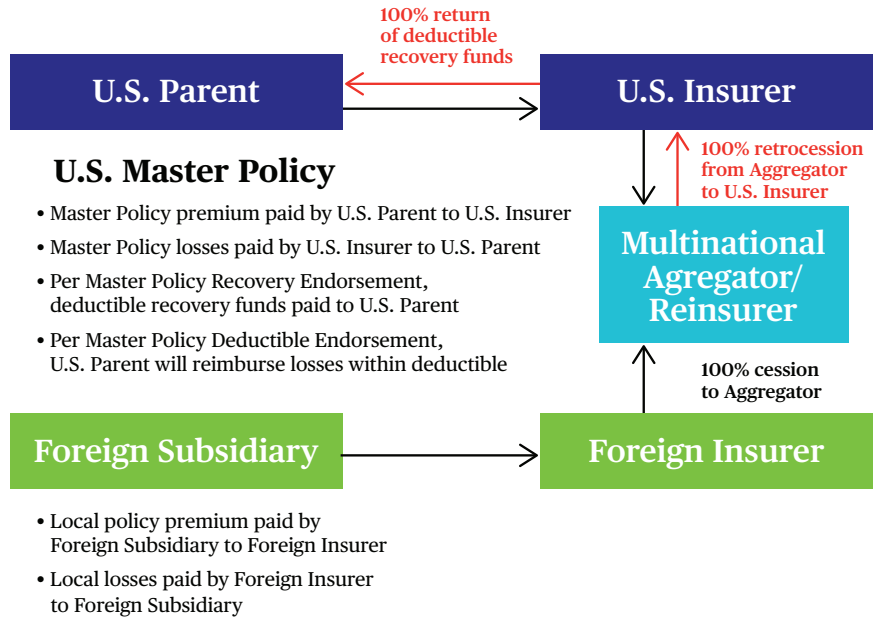 100% return
of deductible
recovery funds
U.S. Parent
U.S. Insurer
100% retrocession
from Aggregator
to U.S. Insurer
U.S. Master Policy
• Master Policy premium paid by U.S. Parent to U.S. Insurer
• Master Policy losses paid by U.S. Insurer to U.S. Parent
• Per Master Policy Recovery Endorsement,
deductible recovery funds paid to U.S. Parent
• Per Master Policy Deductible Endorsement,
U.S. Parent will reimburse losses within deductible
Multinational
Agregator/
Reinsurer
100% cession
to Aggregator
Foreign Subsidiary
Foreign Insurer
• Local policy premium paid by
Foreign Subsidiary to Foreign Insurer
• Local losses paid by Foreign Insurer
to Foreign Subsidiary